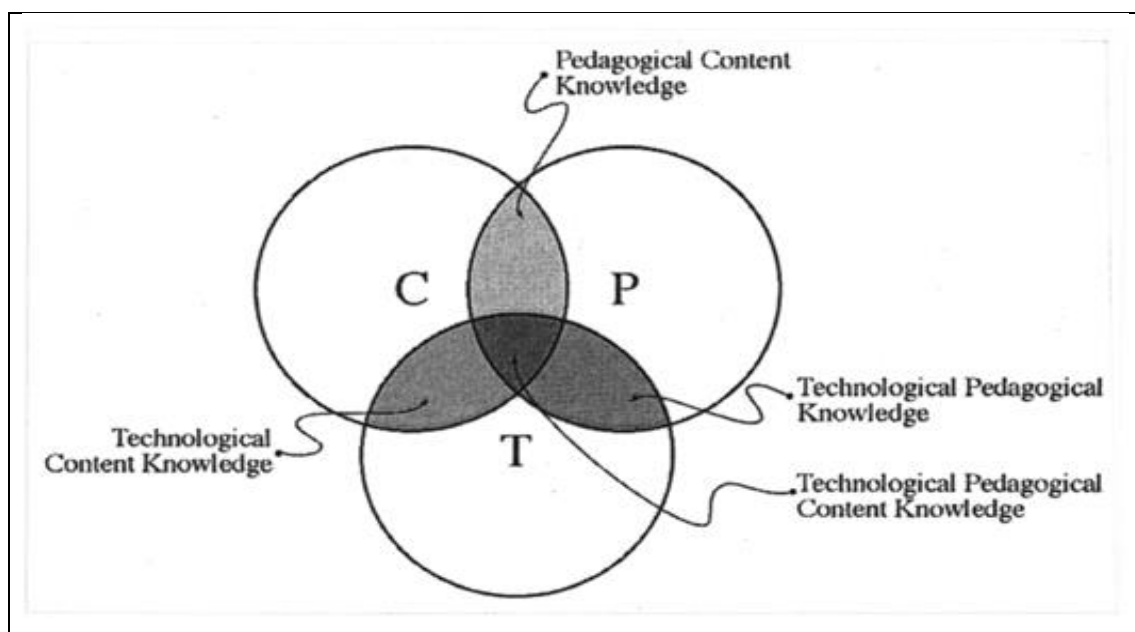 Pedagogical Content
Knowledge
C
P
Technological Pedagogical
Knowledge
Technological
Content Knowledge
T
Technological Pedagogical
Content Knowledge